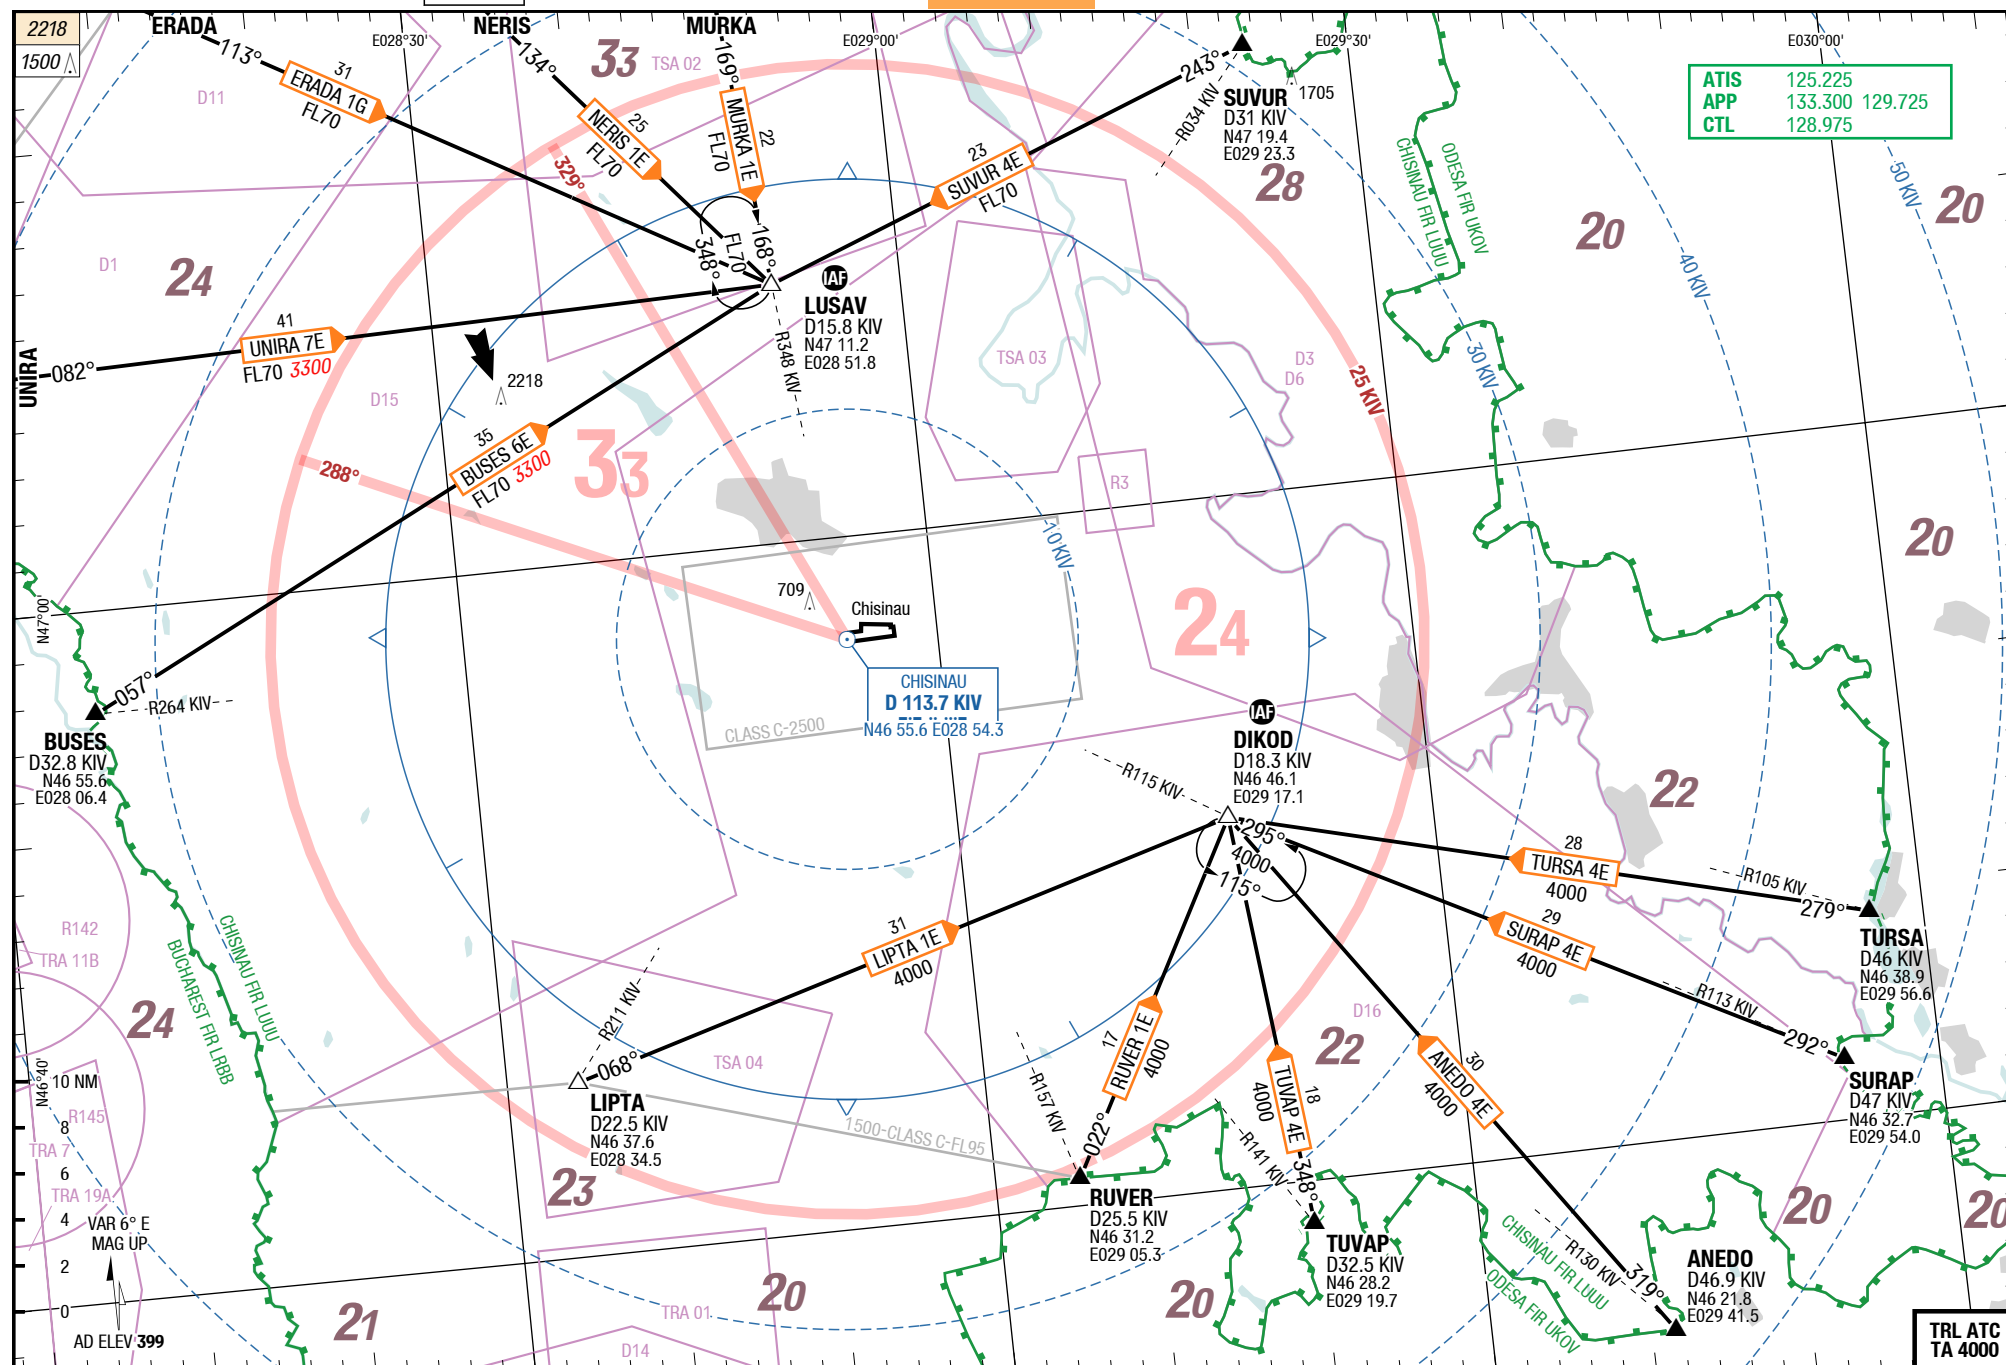 2218
1500
ERADA
NERIS
MURKA
E028°30'
E029°00'
E029°30'
E030°00'
113°
31
ERADA 1G
FL70
134°
25
NERIS 1E
FL70
169°
22
MURKA 1E
FL70
33
TSA 02
D11
243°
R034 KIV
SUVUR
D31 KIV
N47 19.4
E029 23.3
1705
28
23
SUVUR 4E
FL70
ATIS 125.225
APP 133.300 129.725
CTL 128.975
CHISINAU FIR LUUU
ODESA FIR UKOV
50 KIV
40 KIV
30 KIV
25 KIV
10 KIV
20
20
20
D1
24
329°
348°
FL70
168°
IAF
LUSAV
D15.8 KIV
N47 11.2
E028 51.8
R348 KIV
UNIRA
082°
41
UNIRA 7E
FL70 3300
2218
D15
35
BUSES 6E
FL70 3300
33
288°
TSA 03
D3
D6
R3
24
709
Chisinau
CHISINAU
D 113.7 KIV
N46 55.6 E028 54.3
CLASS C-2500
N47°00'
057°
R264 KIV
BUSES
D32.8 KIV
N46 55.6
E028 06.4
IAF
DIKOD
D18.3 KIV
N46 46.1
E029 17.1
R115 KIV
295°
4000
115°
22
28
TURSA 4E
4000
R105 KIV
279°
TURSA
D46 KIV
N46 38.9
E029 56.6
29
SURAP 4E
4000
R113 KIV
292°
SURAP
D47 KIV
N46 32.7
E029 54.0
31
LIPTA 1E
4000
R211 KIV
068°
LIPTA
D22.5 KIV
N46 37.6
E028 34.5
TSA 04
1500-CLASS C-FL95
17
RUVER 1E
4000
R157 KIV
022°
RUVER
D25.5 KIV
N46 31.2
E029 05.3
18
TUVAP 4E
4000
R141 KIV
348°
TUVAP
D32.5 KIV
N46 28.2
E029 19.7
D16
22
30
ANEDO 4E
4000
R130 KIV
319°
ANEDO
D46.9 KIV
N46 21.8
E029 41.5
CHISINAU FIR LUUU
ODESA FIR UKOV
R142
TRA 11B
24
CHISINAU FIR LUUU
BUCHAREST FIR LRBB
N46°40'
10 NM
8
6
4
2
0
R145
TRA 7
TRA 19A
VAR 6° E
MAG UP
AD ELEV 399
23
21
20
TRA 01
D14
20
20
20
TRL ATC
TA 4000